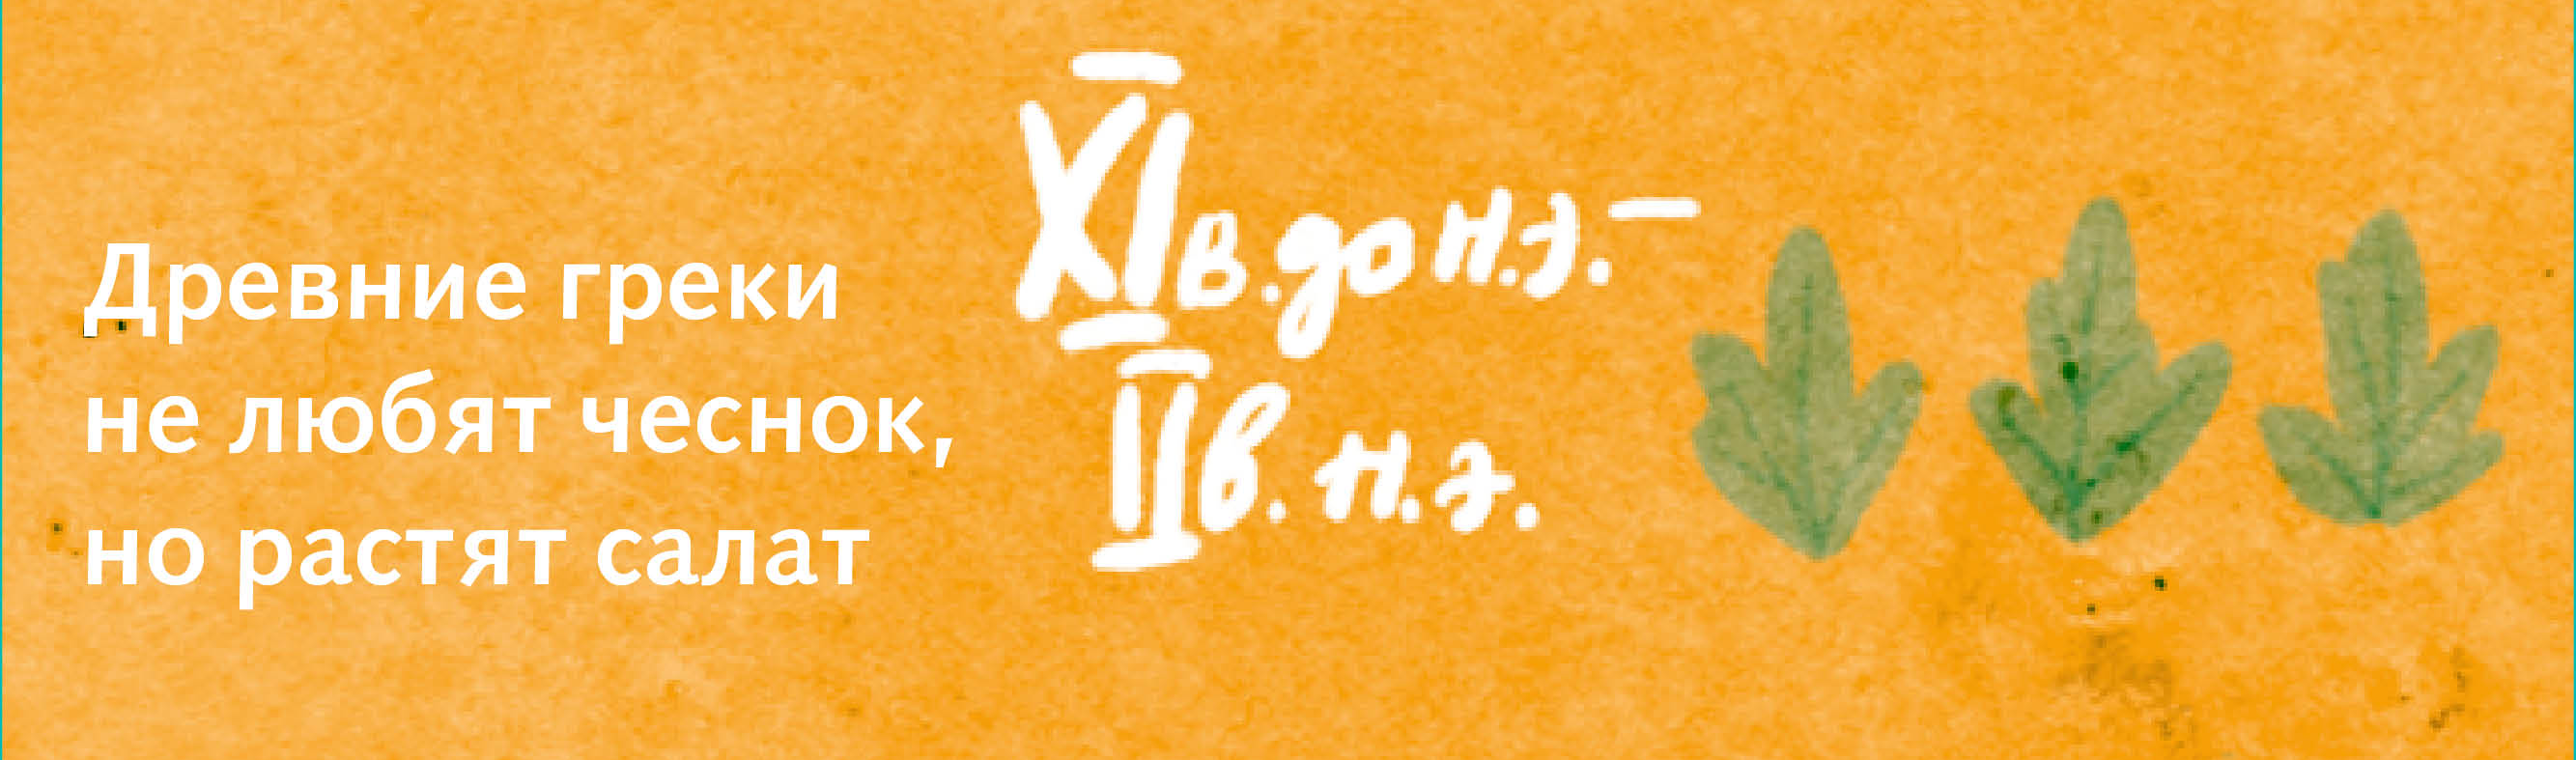 Древние греки
не любят чеснок,
но растят салат
XI в. до н.э. –
II в. н.э.